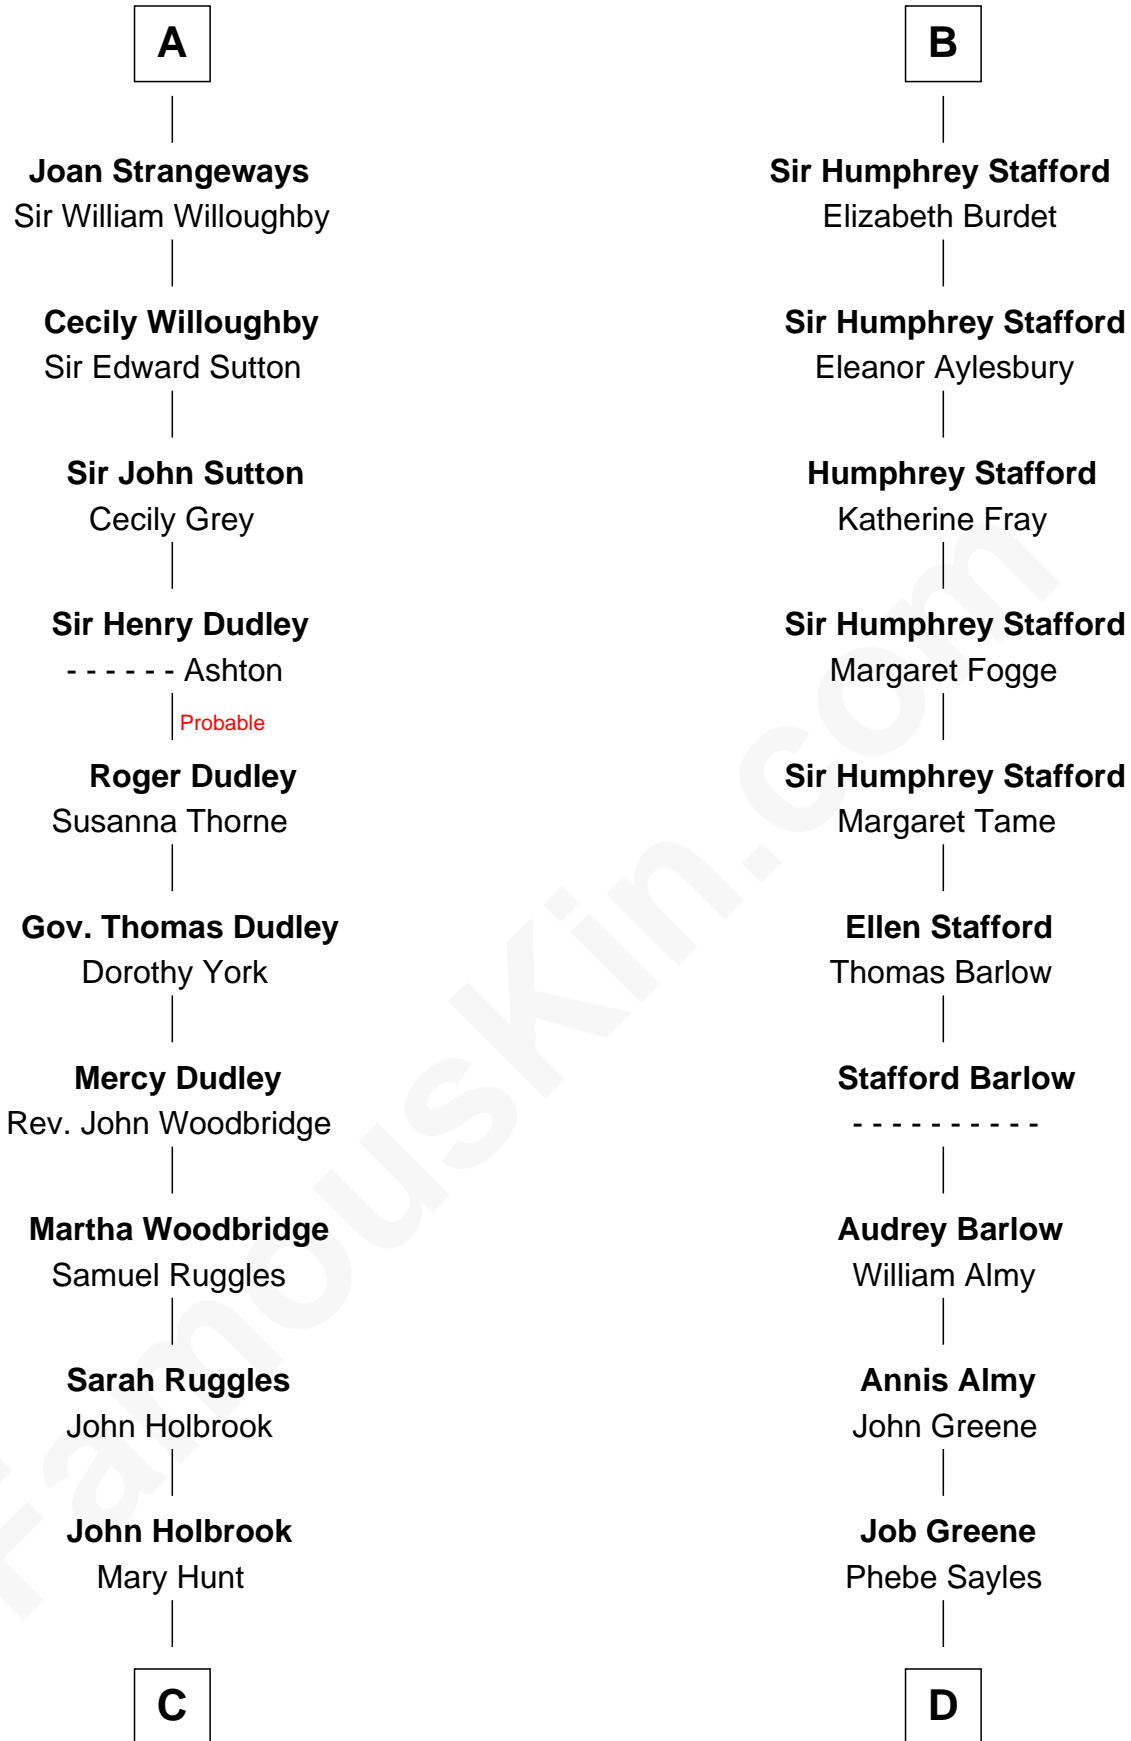 A
Joan Strangeways
Sir William Willoughby
Cecily Willoughby
Sir Edward Sutton
Sir John Sutton
Cecily Grey
Sir Henry Dudley
- - - - - - Ashton
Probable
Roger Dudley
Susanna Thorne
Gov. Thomas Dudley
Dorothy York
Mercy Dudley
Rev. John Woodbridge
Martha Woodbridge
Samuel Ruggles
Sarah Ruggles
John Holbrook
John Holbrook
Mary Hunt
C
B
Sir Humphrey Stafford
Elizabeth Burdet
Sir Humphrey Stafford
Eleanor Aylesbury
Humphrey Stafford
Katherine Fray
Sir Humphrey Stafford
Margaret Fogge
Sir Humphrey Stafford
Margaret Tame
Ellen Stafford
Thomas Barlow
Stafford Barlow
- - - - - - - - - -
Audrey Barlow
William Almy
Annis Almy
John Greene
Job Greene
Phebe Sayles
D
FamousKin.com